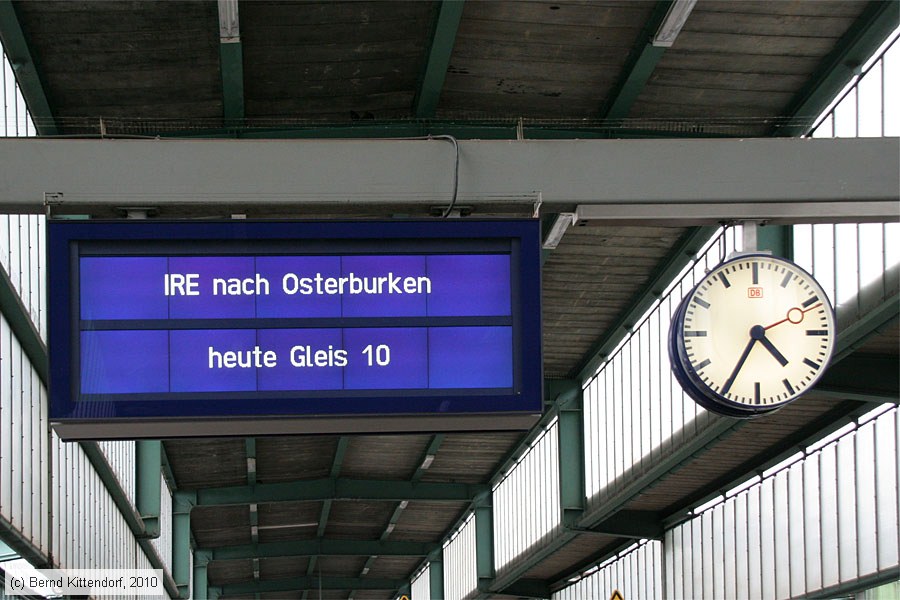 IRE nach Osterburken
heute Gleis 10
DB
(c) Bernd Kittendorf, 2010